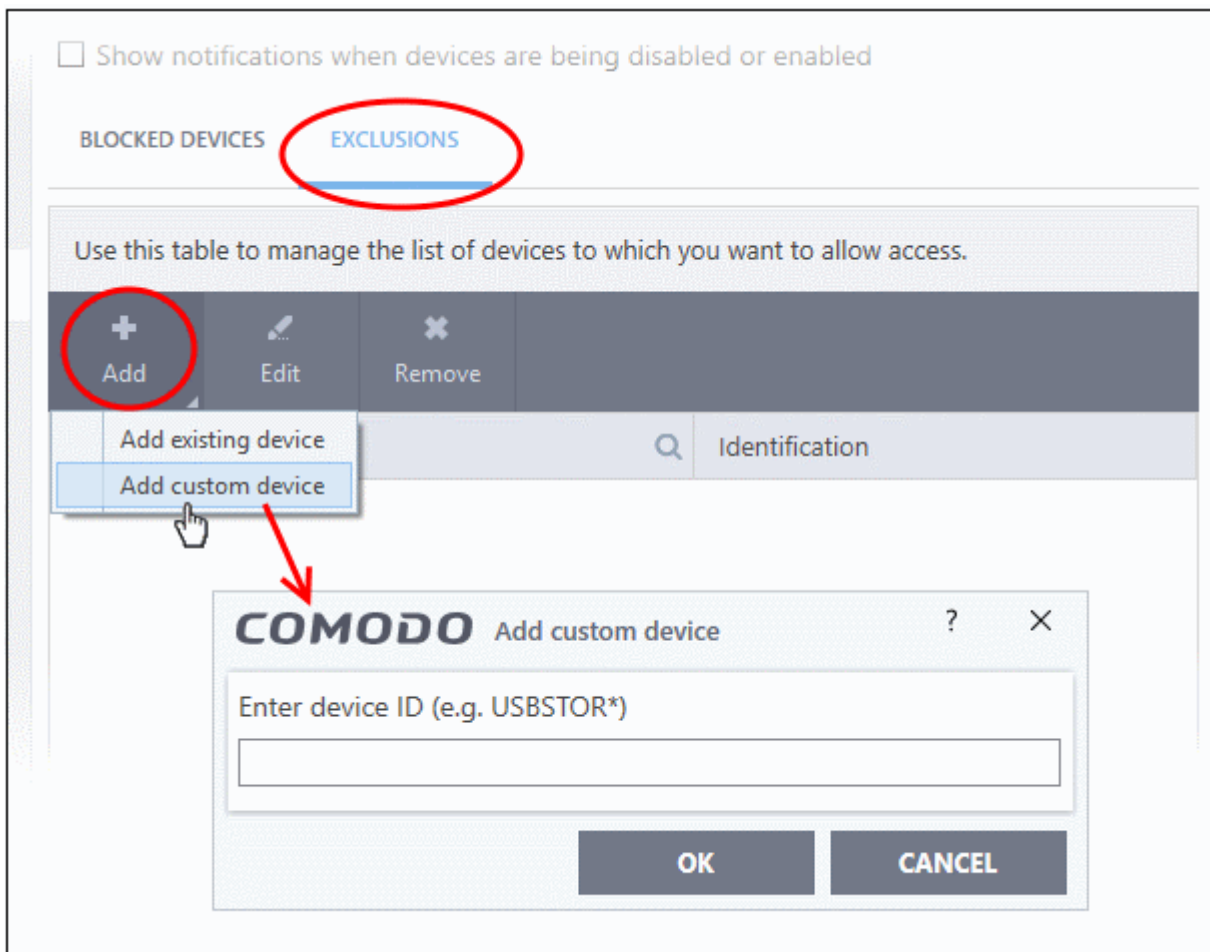 Show notifications when devices are being disabled or enabled
BLOCKED DEVICES EXCLUSIONS
Use this table to manage the list of devices to which you want to allow access.
Add Edit Remove
Add existing device
Identification
Add custom device
COMODO Add custom device ?
Enter device ID (e.g. USBSTOR*)
OK CANCEL